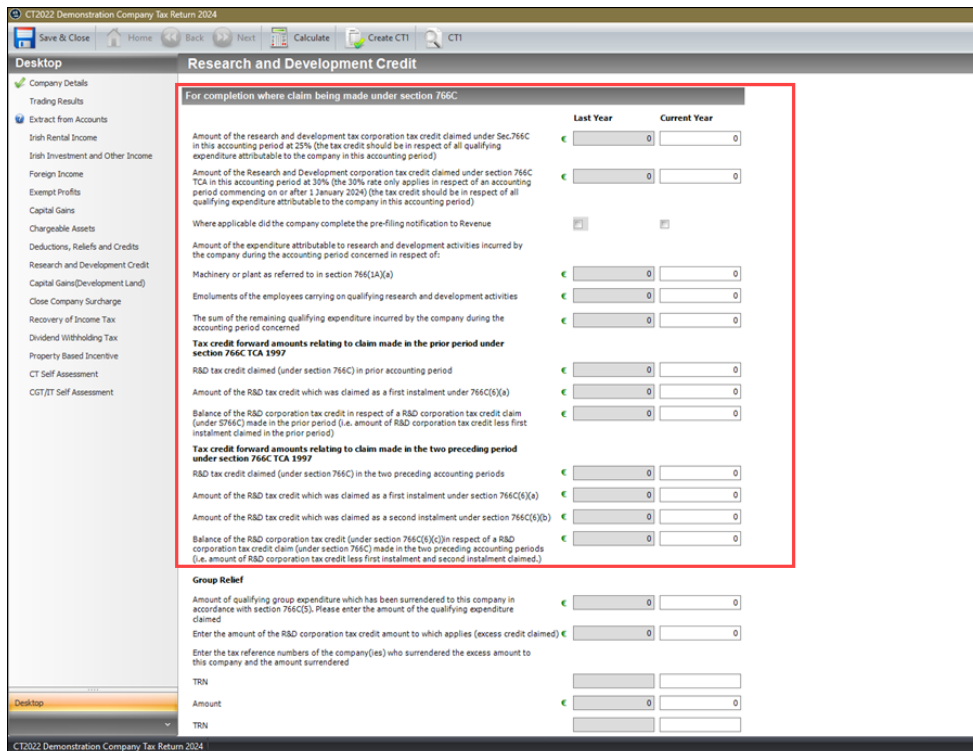 CT2022 Demonstration Company Tax Return 2024
Save & Close Home Back Next Calculate Create CT1 CT1
Desktop
Company Details
Trading Results
Extract from Accounts
Irish Rental Income
Irish Investment and Other Income
Foreign Income
Exempt Profits
Capital Gains
Chargeable Assets
Deductions, Reliefs and Credits
Research and Development Credit
Capital Gains(Development Land)
Close Company Surcharge
Recovery of Income Tax
Dividend Withholding Tax
Property Based Incentive
CT Self Assessment
CGT/IT Self Assessment
Desktop
Research and Development Credit
For completion where claim being made under section 766C
Last Year Current Year
Amount of the research and development tax corporation tax credit claimed under Sec.766C
in this accounting period at 25% (the tax credit should be in respect of all qualifying
expenditure attributable to the company in this accounting period)
€ 0 0
Amount of the Research and Development corporation tax credit claimed under section 766C
TCA in this accounting period at 30% (the 30% rate only applies in respect of an accounting
period commencing on or after 1 January 2024) (the tax credit should be in respect of all
qualifying expenditure attributable to the company in this accounting period)
€ 0 0
Where applicable did the company complete the pre-filing notification to Revenue
Amount of the expenditure attributable to research and development activities incurred by
the company during the accounting period concerned in respect of:
Machinery or plant as referred to in section 766(1A)(a) € 0 0
Emoluments of the employees carrying on qualifying research and development activities € 0 0
The sum of the remaining qualifying expenditure incurred by the company during the
accounting period concerned
€ 0 0
Tax credit forward amounts relating to claim made in the prior period under
section 766C TCA 1997
R&D tax credit claimed (under section 766C) in prior accounting period € 0 0
Amount of the R&D tax credit which was claimed as a first instalment under 766C(6)(a) € 0 0
Balance of the R&D corporation tax credit in respect of a R&D corporation tax credit claim
(under S766C) made in the prior period (i.e. amount of R&D corporation tax credit less first
instalment claimed in the prior period)
€ 0 0
Tax credit forward amounts relating to claim made in the two preceding period
under section 766C TCA 1997
R&D tax credit claimed (under section 766C) in the two preceding accounting periods € 0 0
Amount of the R&D tax credit which was claimed as a first instalment under section 766C(6)(a) € 0 0
Amount of the R&D tax credit which was claimed as a second instalment under section 766C(6)(b) € 0 0
Balance of the R&D corporation tax credit (under section 766C(6)(c))in respect of a R&D
corporation tax credit claim (under section 766C) made in the two preceding accounting periods
(i.e. amount of R&D corporation tax credit less first instalment and second instalment claimed.)
€ 0 0
Group Relief
Amount of qualifying group expenditure which has been surrendered to this company in
accordance with section 766C(5). Please enter the amount of the qualifying expenditure
claimed
€ 0 0
Enter the amount of the R&D corporation tax credit amount to which applies (excess credit claimed) € 0 0
Enter the tax reference numbers of the company(ies) who surrendered the excess amount to
this company and the amount surrendered
TRN
Amount € 0 0
TRN
CT2022 Demonstration Company Tax Return 2024